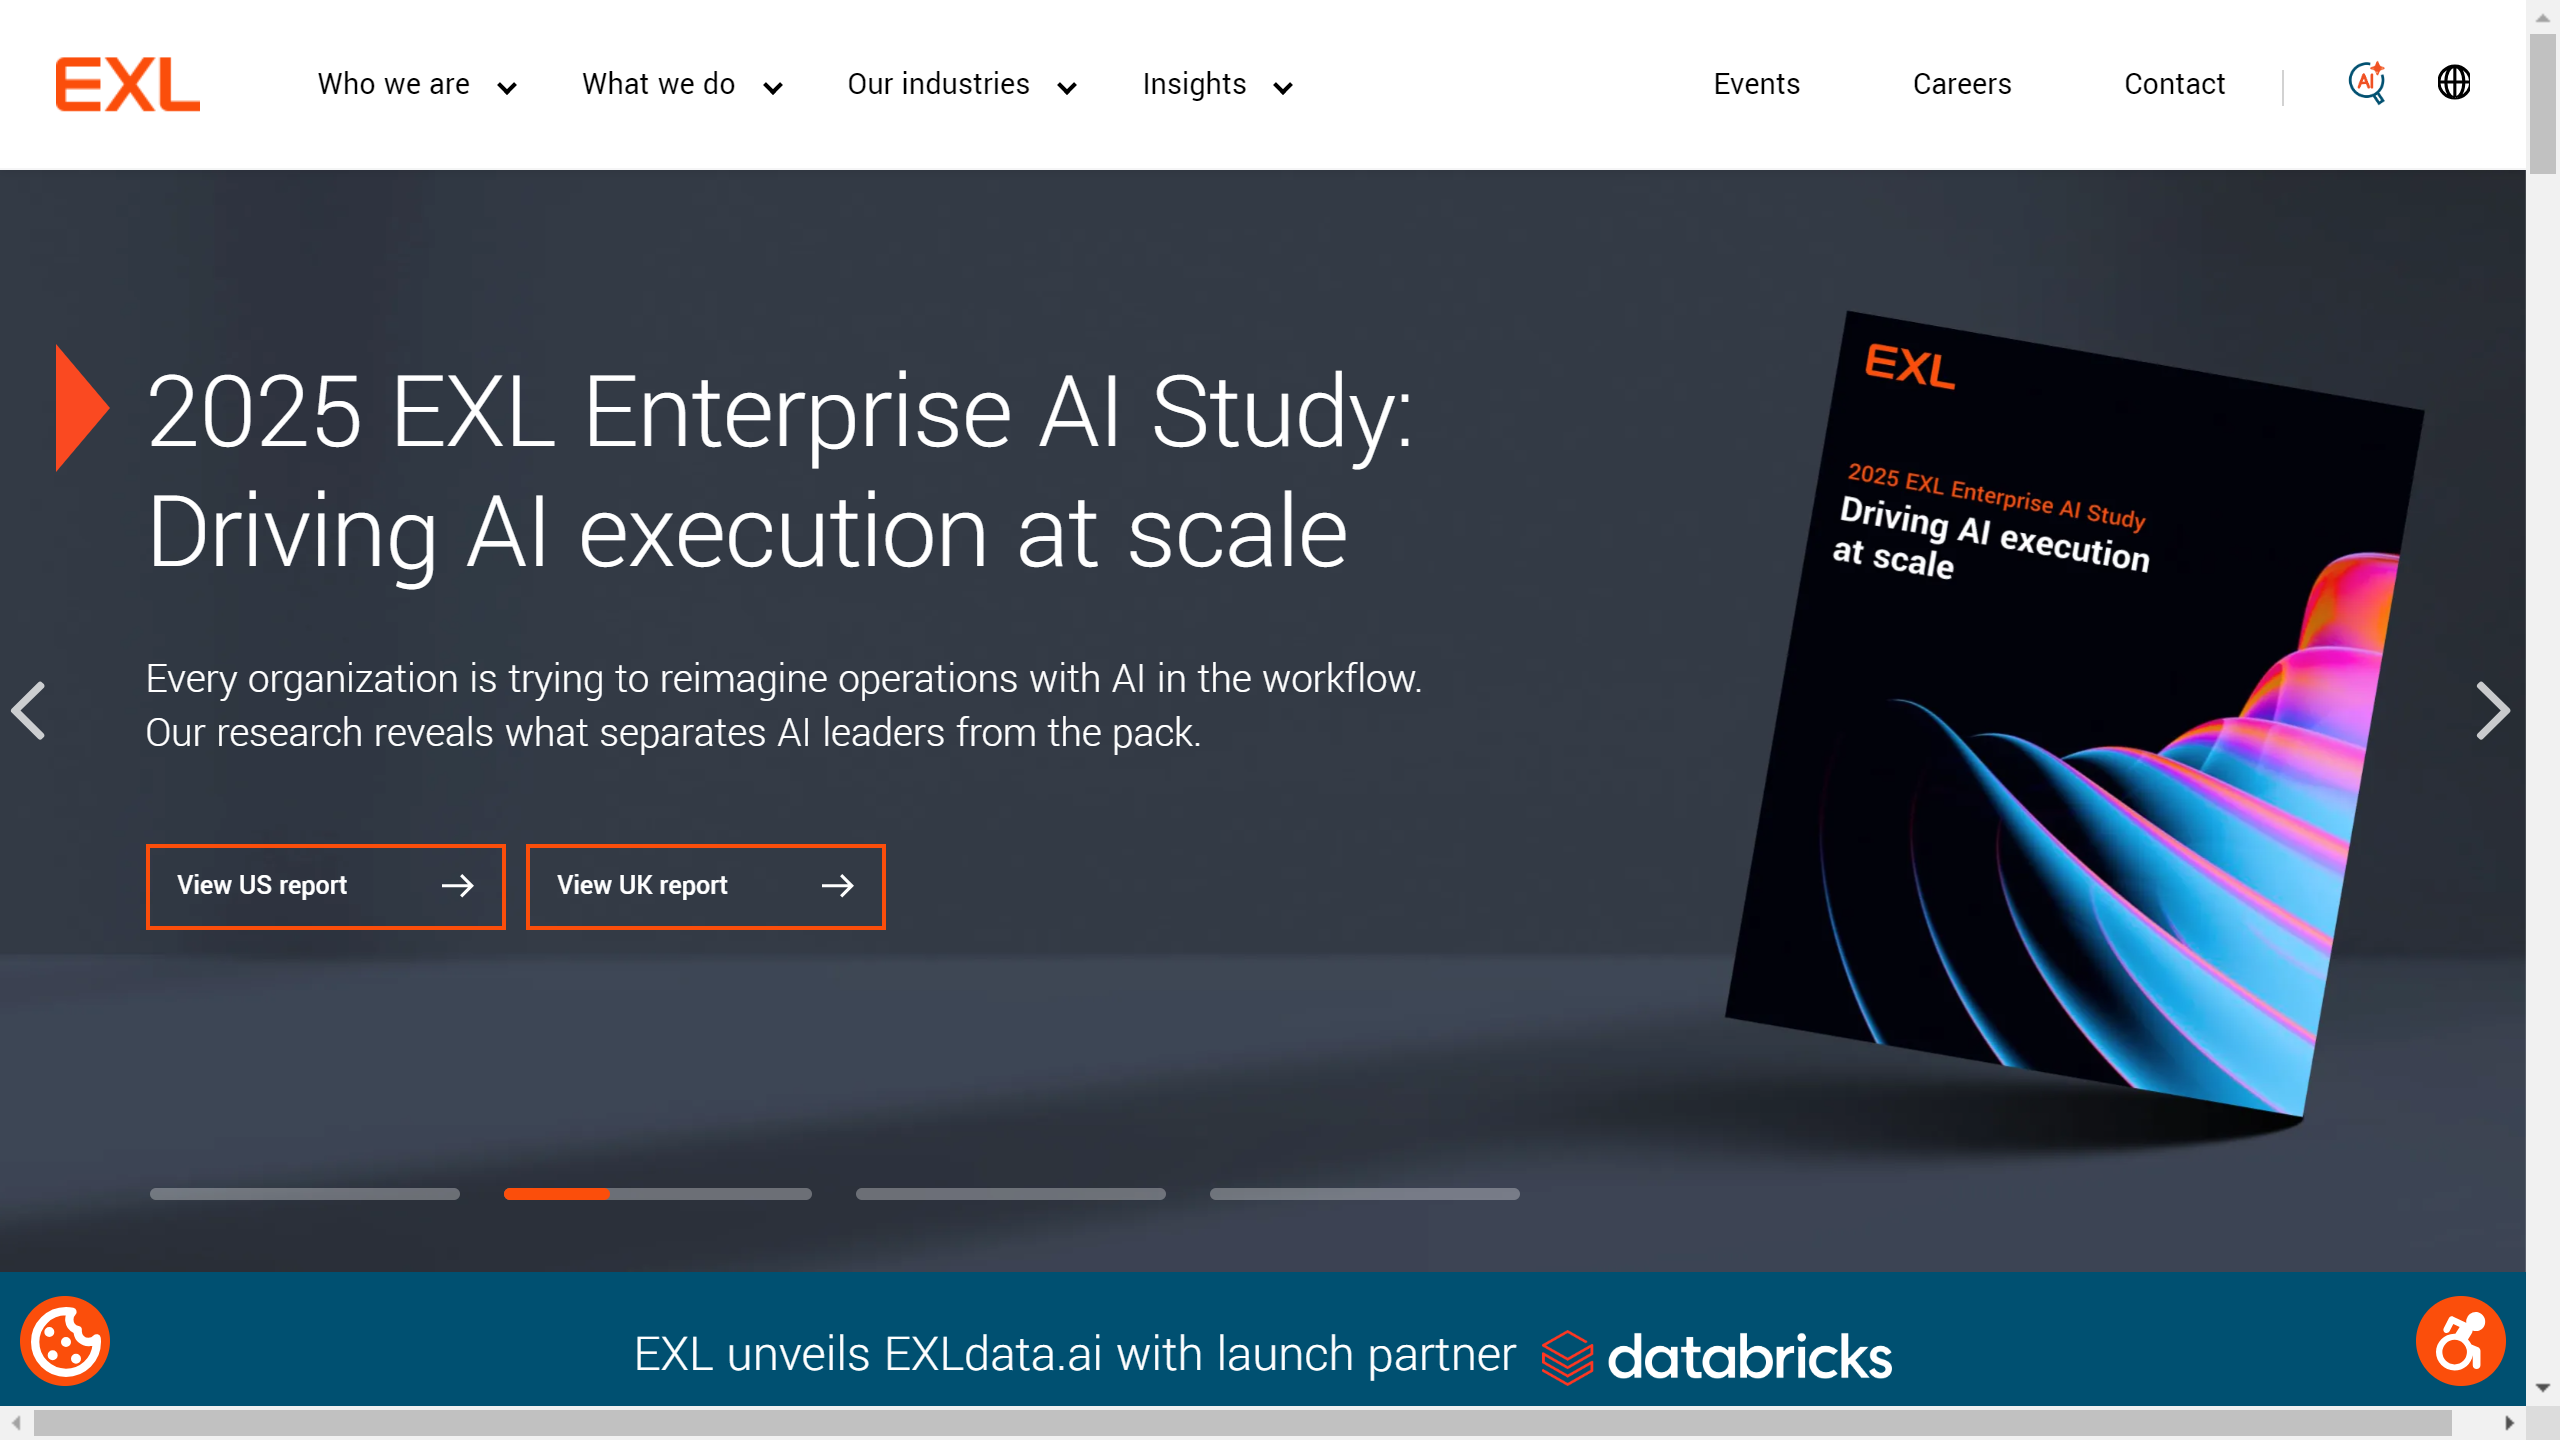 EXL
Who we are
What we do
Our industries
Insights
Events
Careers
Contact
AI
2025 EXL Enterprise AI Study:
Driving AI execution at scale
Every organization is trying to reimagine operations with AI in the workflow.
Our research reveals what separates AI leaders from the pack.
View US report
View UK report
EXL
2025 EXL Enterprise AI Study
Driving AI execution
at scale
EXL unveils EXLdata.ai with launch partner databricks